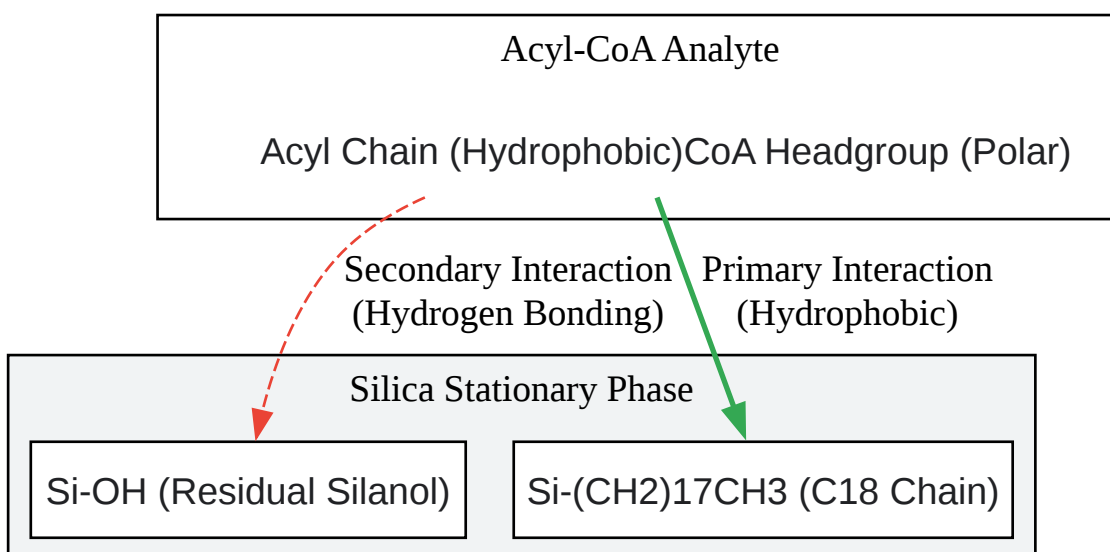 Acyl-CoA Analyte
Acyl Chain (Hydrophobic)CoA Headgroup (Polar)
Secondary Interaction
(Hydrogen Bonding)
Primary Interaction
(Hydrophobic)
Silica Stationary Phase
Si-OH (Residual Silanol)
Si-(CH2)17CH3 (C18 Chain)